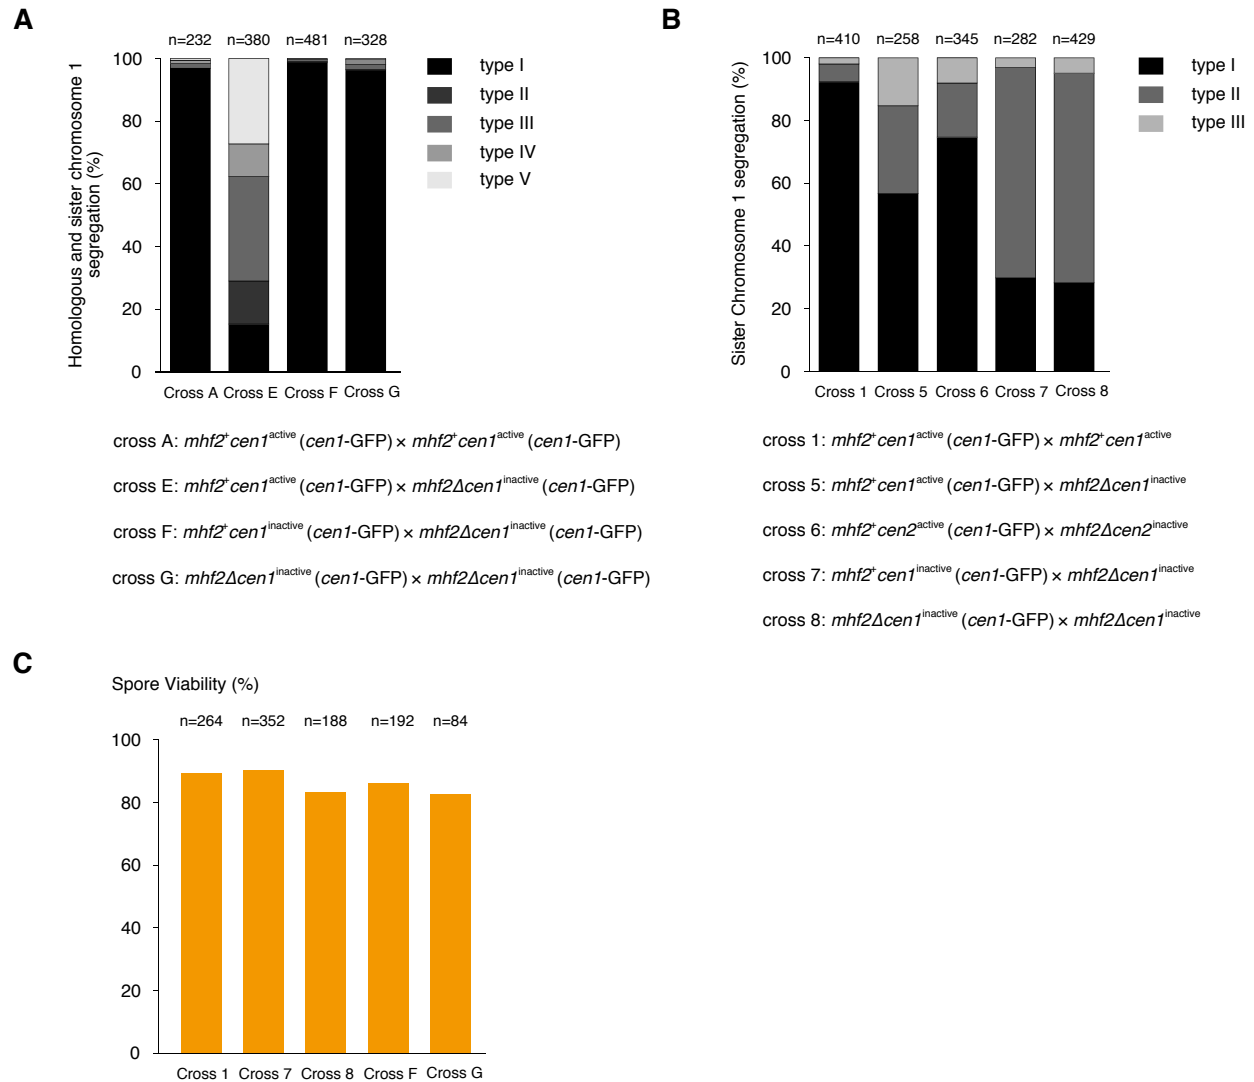 A
n=232 n=380 n=481 n=328
Homologous and sister chromosome 1
segregation (%)
100
80
60
40
20
0
Cross A Cross E Cross F Cross G
type I
type II
type III
type IV
type V
cross A: mhf2+cen1active (cen1-GFP) × mhf2+cen1active (cen1-GFP)
cross E: mhf2+cen1active (cen1-GFP) × mhf2Δcen1inactive (cen1-GFP)
cross F: mhf2+cen1inactive (cen1-GFP) × mhf2Δcen1inactive (cen1-GFP)
cross G: mhf2Δcen1inactive (cen1-GFP) × mhf2Δcen1inactive (cen1-GFP)
B
n=410 n=258 n=345 n=282 n=429
Sister Chromosome 1 segregation (%)
100
80
60
40
20
0
Cross 1 Cross 5 Cross 6 Cross 7 Cross 8
type I
type II
type III
cross 1: mhf2+cen1active (cen1-GFP) × mhf2+cen1active
cross 5: mhf2+cen1active (cen1-GFP) × mhf2Δcen1inactive
cross 6: mhf2+cen2active (cen1-GFP) × mhf2Δcen2inactive
cross 7: mhf2+cen1inactive (cen1-GFP) × mhf2Δcen1inactive
cross 8: mhf2Δcen1inactive (cen1-GFP) × mhf2Δcen1inactive
C
Spore Viability (%)
n=264 n=352 n=188 n=192 n=84
100
80
60
40
20
0
Cross 1 Cross 7 Cross 8 Cross F Cross G